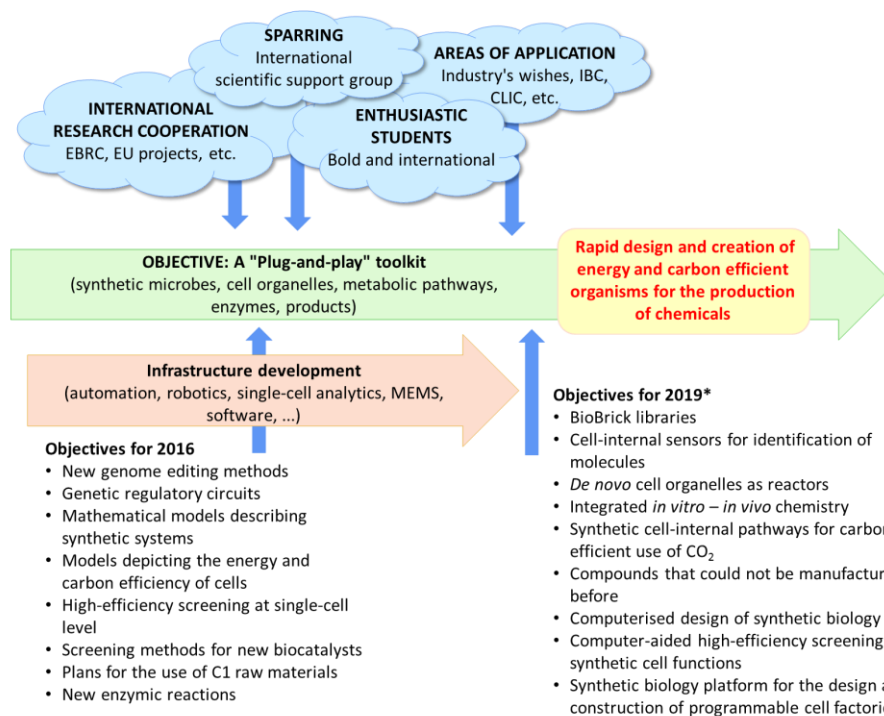 SPARRING
International
scientific support group
AREAS OF APPLICATION
Industry's wishes, IBC,
CLIC, etc.
INTERNATIONAL
RESEARCH COOPERATION
EBRC, EU projects, etc.
ENTHUSIASTIC
STUDENTS
Bold and international
OBJECTIVE: A "Plug-and-play" toolkit
(synthetic microbes, cell organelles, metabolic pathways,
enzymes, products)
Rapid design and creation of
energy and carbon efficient
organisms for the production
of chemicals
Infrastructure development
(automation, robotics, single-cell analytics, MEMS,
software, ...)
Objectives for 2016
• New genome editing methods
• Genetic regulatory circuits
• Mathematical models describing
synthetic systems
• Models depicting the energy and
carbon efficiency of cells
• High-efficiency screening at single-cell
level
• Screening methods for new biocatalysts
• Plans for the use of C1 raw materials
• New enzymic reactions
Objectives for 2019*
• BioBrick libraries
• Cell-internal sensors for identification of
molecules
• De novo cell organelles as reactors
• Integrated in vitro – in vivo chemistry
• Synthetic cell-internal pathways for carbon
efficient use of CO₂
• Compounds that could not be
before
• Computerised design of synthetic biology
• Computer-aided high-efficiency screening
synthetic cell functions
• Synthetic biology platform for the design
construction of programmable cell